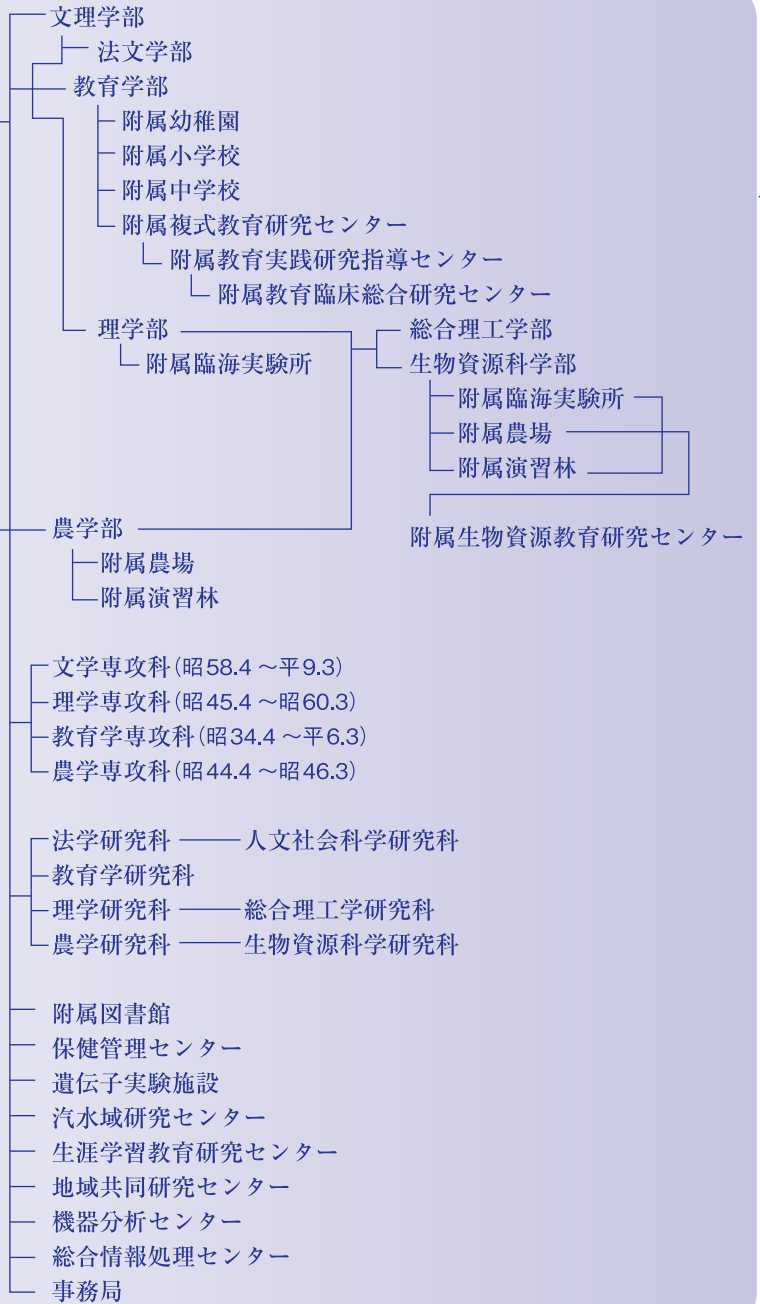 文理学部
法文学部
教育学部
附属幼稚園
附属小学校
附属中学校
附属複式教育研究センター
附属教育実践研究指導センター
附属教育臨床総合研究センター
理学部
附属臨海実験所
総合理工学部
生物資源科学部
附属臨海実験所
附属農場
附属演習林
附属生物資源教育研究センター
農学部
附属農場
附属演習林
文学専攻科(昭58.4 ～平9.3)
理学専攻科(昭45.4 ～昭60.3)
教育学専攻科(昭34.4 ～平6.3)
農学専攻科(昭44.4 ～昭46.3)
法学研究科 人文社会科学研究科
教育学研究科
理学研究科 総合理工学研究科
農学研究科 生物資源科学研究科
附属図書館
保健管理センター
遺伝子実験施設
汽水域研究センター
生涯学習教育研究センター
地域共同研究センター
機器分析センター
総合情報処理センター
事務局